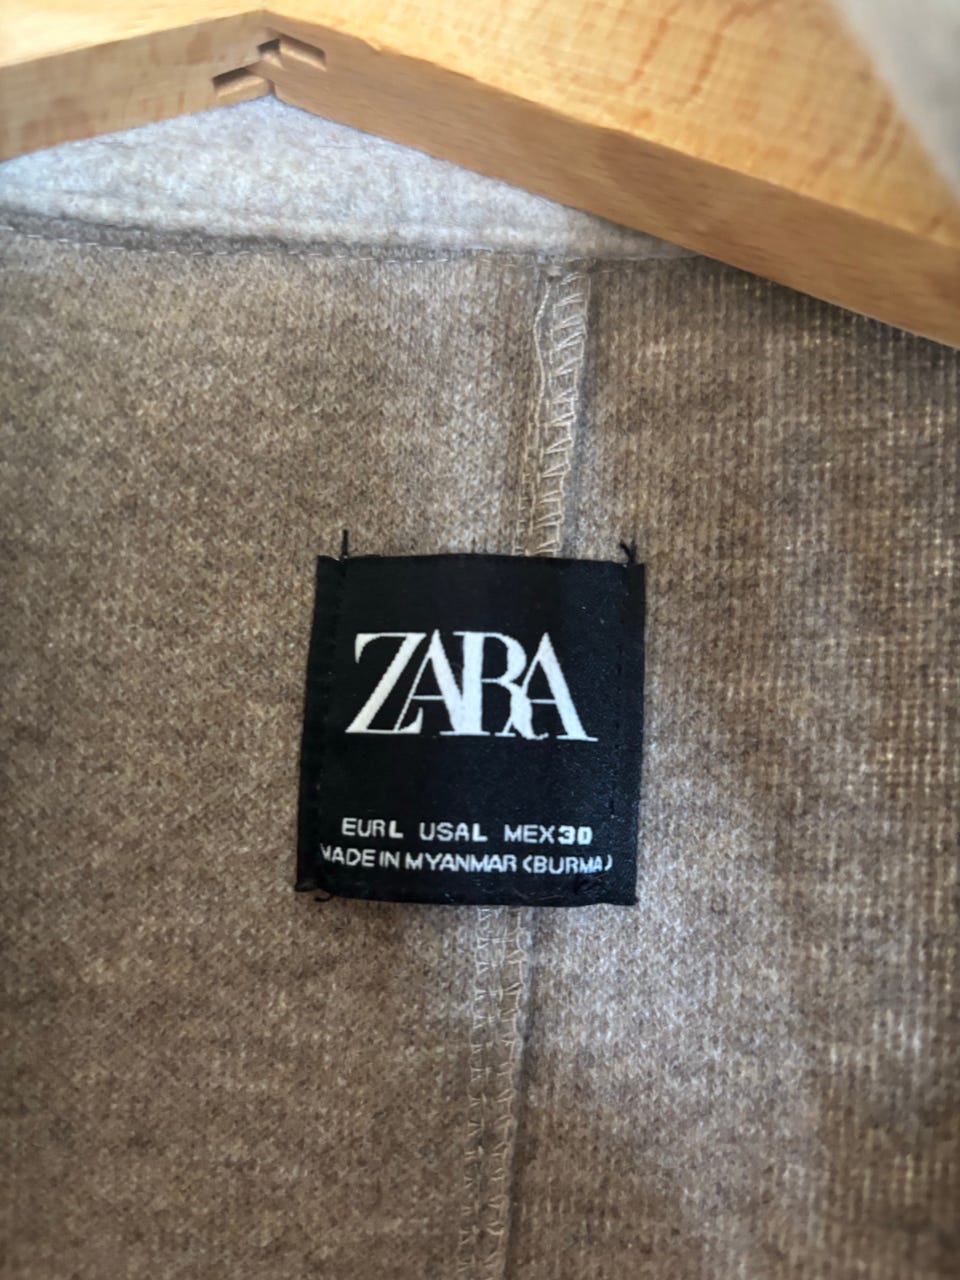 ZARA
EUR L USA L MEX 30
MADE IN MYANMAR (BURMA)